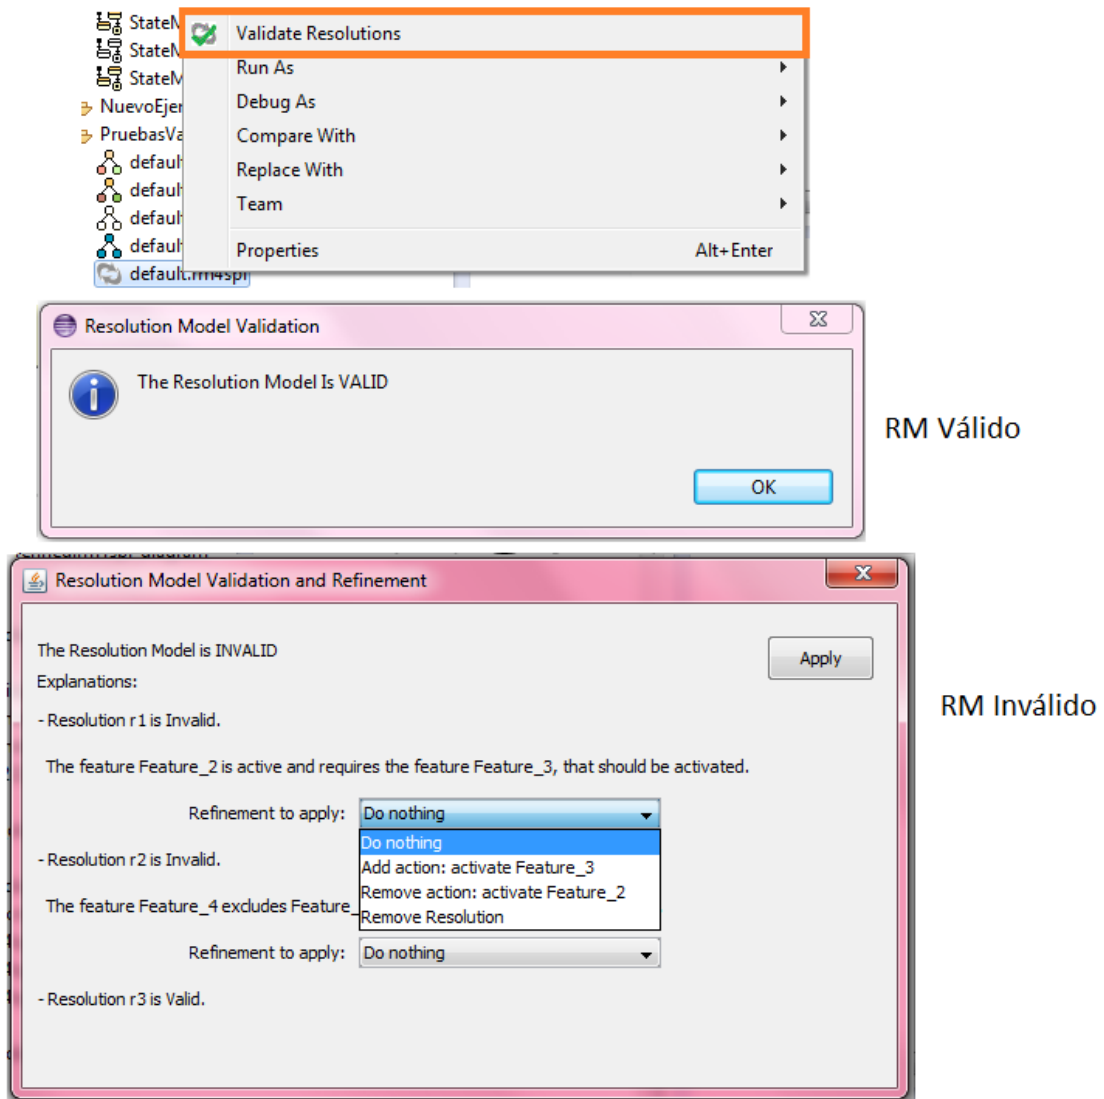 StateM
Validate Resolutions
StateM
StateM
Run As
NuevoEjer
Debug As
PruebasVa
Compare With
default
Replace With
default
Team
default
default
Properties Alt+Enter
default.rm4spl
Resolution Model Validation
The Resolution Model Is VALID
RM Válido
OK
Resolution Model Validation and Refinement
The Resolution Model is INVALID
Apply
Explanations:
RM Inválido
- Resolution r1 is Invalid.
The feature Feature_2 is active and requires the feature Feature_3, that should be activated.
Refinement to apply: Do nothing
Do nothing
- Resolution r2 is Invalid.
Add action: activate Feature_3
Remove action: activate Feature_2
The feature Feature_4 excludes Feature_
Remove Resolution
Refinement to apply: Do nothing
- Resolution r3 is Valid.